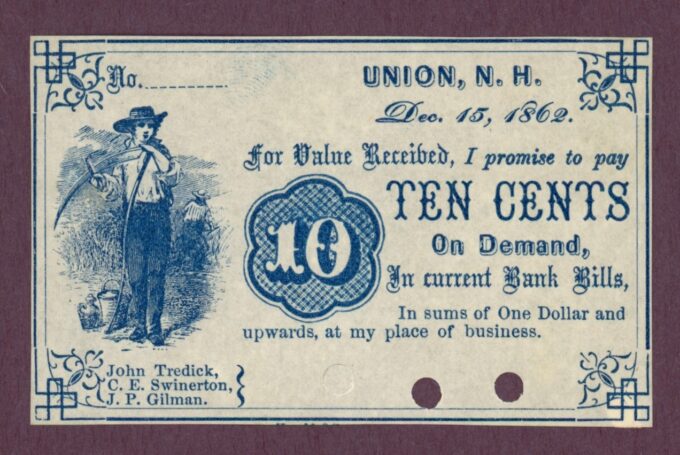 No.
UNION, N. H.
Dec. 15, 1862.
For Value Received, I promise to pay
TEN CENTS
10
On Demand,
In current Bank Bills,
In sums of One Dollar and
upwards, at my place of business.
John Tredick,
C. E. Swinerton,
J. P. Gilman.